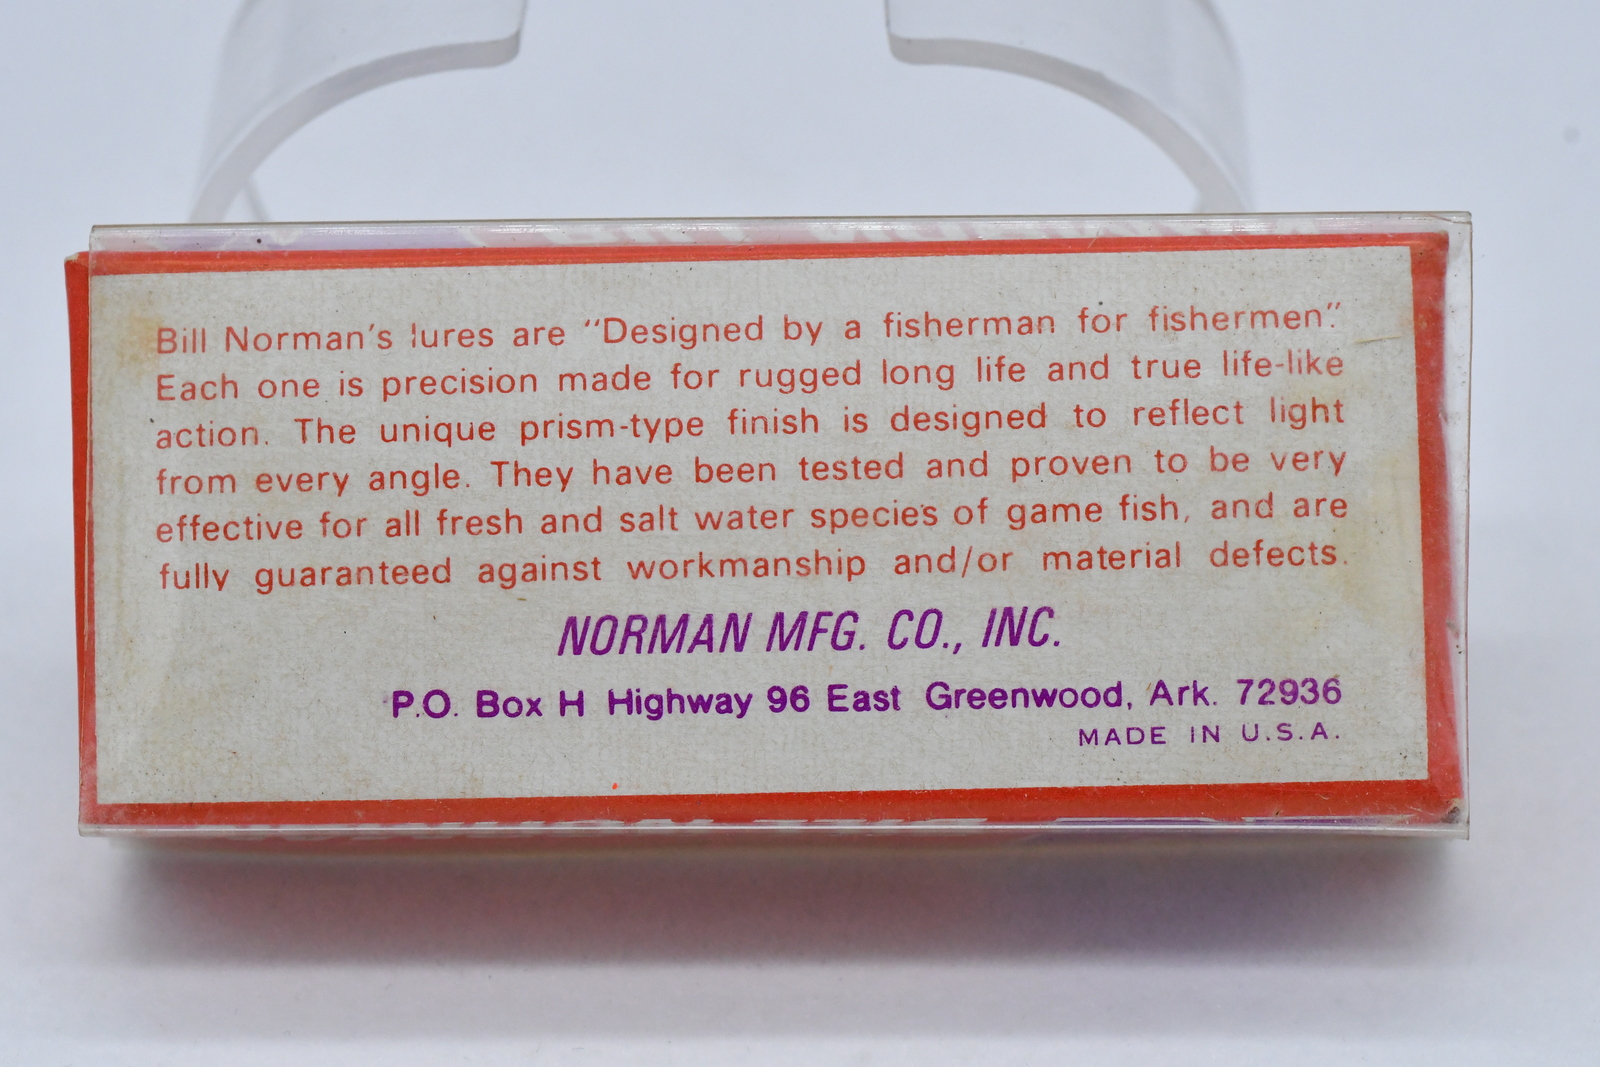 Bill Norman's lures are "Designed by a fisherman for fishermen."
Each one is precision made for rugged long life and true life-like
action. The unique prism-type finish is designed to reflect light
from every angle. They have been tested and proven to be very
effective for all fresh and salt water species of game fish, and are
fully guaranteed against workmanship and/or material defects.
NORMAN MFG. CO., INC.
P.O. Box H Highway 96 East Greenwood, Ark. 72936
MADE IN U.S.A.